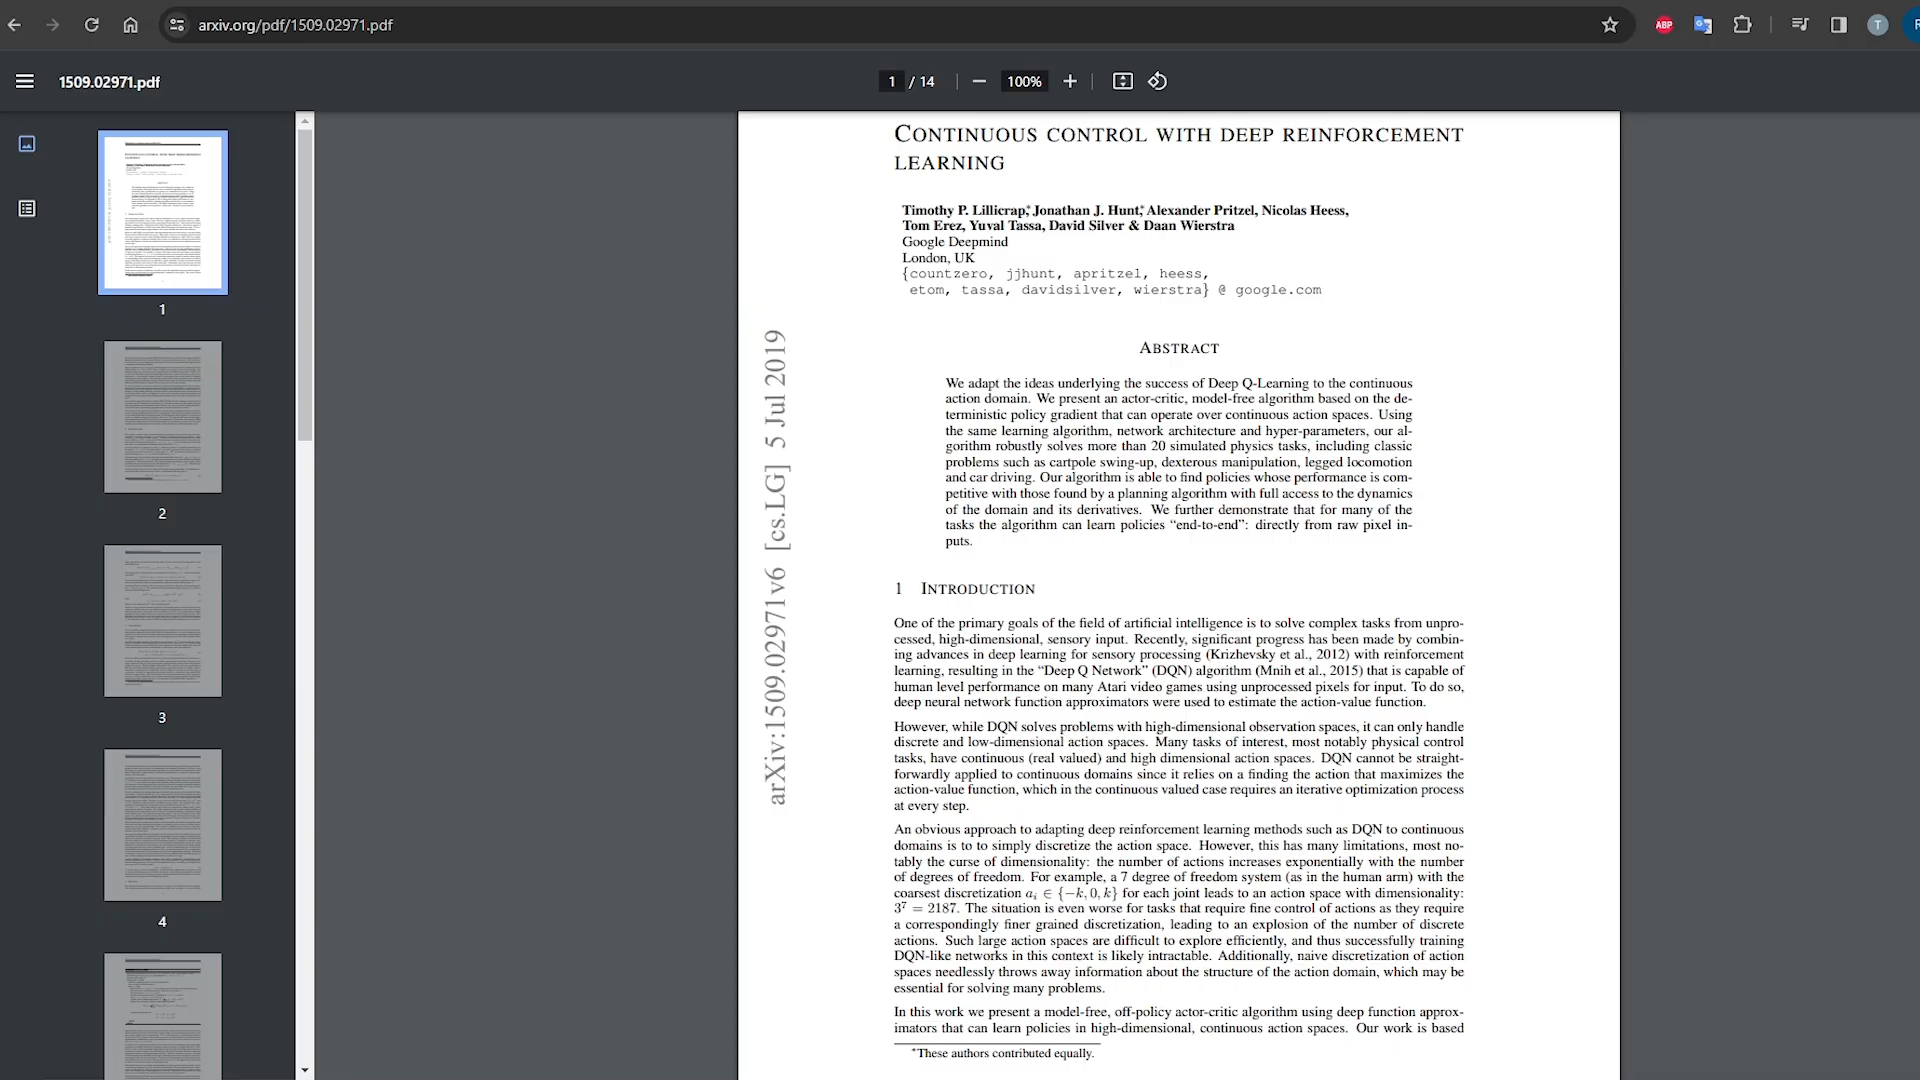 arxiv.org/pdf/1509.02971.pdf
ABP
T
1509.02971.pdf
1 / 14
100%
1
2
3
4
CONTINUOUS CONTROL WITH DEEP REINFORCEMENT
LEARNING
Timothy P. Lillicrap,* Jonathan J. Hunt,* Alexander Pritzel, Nicolas Heess,
Tom Erez, Yuval Tassa, David Silver & Daan Wierstra
Google Deepmind
London, UK
{countzero, jjhunt, apritzel, heess,
etom, tassa, davidsilver, wierstra} @ google.com
arXiv:1509.02971v6 [cs.LG] 5 Jul 2019
ABSTRACT
We adapt the ideas underlying the success of Deep Q-Learning to the continuous
action domain. We present an actor-critic, model-free algorithm based on the de-
terministic policy gradient that can operate over continuous action spaces. Using
the same learning algorithm, network architecture and hyper-parameters, our al-
gorithm robustly solves more than 20 simulated physics tasks, including classic
problems such as cartpole swing-up, dexterous manipulation, legged locomotion
and car driving. Our algorithm is able to find policies whose performance is com-
petitive with those found by a planning algorithm with full access to the dynamics
of the domain and its derivatives. We further demonstrate that for many of the
tasks the algorithm can learn policies “end-to-end”: directly from raw pixel in-
puts.
1 INTRODUCTION
One of the primary goals of the field of artificial intelligence is to solve complex tasks from unpro-
cessed, high-dimensional, sensory input. Recently, significant progress has been made by combin-
ing advances in deep learning for sensory processing (Krizhevsky et al., 2012) with reinforcement
learning, resulting in the “Deep Q Network” (DQN) algorithm (Mnih et al., 2015) that is capable of
human level performance on many Atari video games using unprocessed pixels for input. To do so,
deep neural network function approximators were used to estimate the action-value function.
However, while DQN solves problems with high-dimensional observation spaces, it can only handle
discrete and low-dimensional action spaces. Many tasks of interest, most notably physical control
tasks, have continuous (real valued) and high dimensional action spaces. DQN cannot be straight-
forwardly applied to continuous domains since it relies on a finding the action that maximizes the
action-value function, which in the continuous valued case requires an iterative optimization process
at every step.
An obvious approach to adapting deep reinforcement learning methods such as DQN to continuous
domains is to to simply discretize the action space. However, this has many limitations, most no-
tably the curse of dimensionality: the number of actions increases exponentially with the number
of degrees of freedom. For example, a 7 degree of freedom system (as in the human arm) with the
coarsest discretization aᵢ ∈ {−k, 0, k} for each joint leads to an action space with dimensionality:
3⁷ = 2187. The situation is even worse for tasks that require fine control of actions as they require
a correspondingly finer grained discretization, leading to an explosion of the number of discrete
actions. Such large action spaces are difficult to explore efficiently, and thus successfully training
DQN-like networks in this context is likely intractable. Additionally, naive discretization of action
spaces needlessly throws away information about the structure of the action domain, which may be
essential for solving many problems.
In this work we present a model-free, off-policy actor-critic algorithm using deep function approx-
imators that can learn policies in high-dimensional, continuous action spaces. Our work is based
*These authors contributed equally.